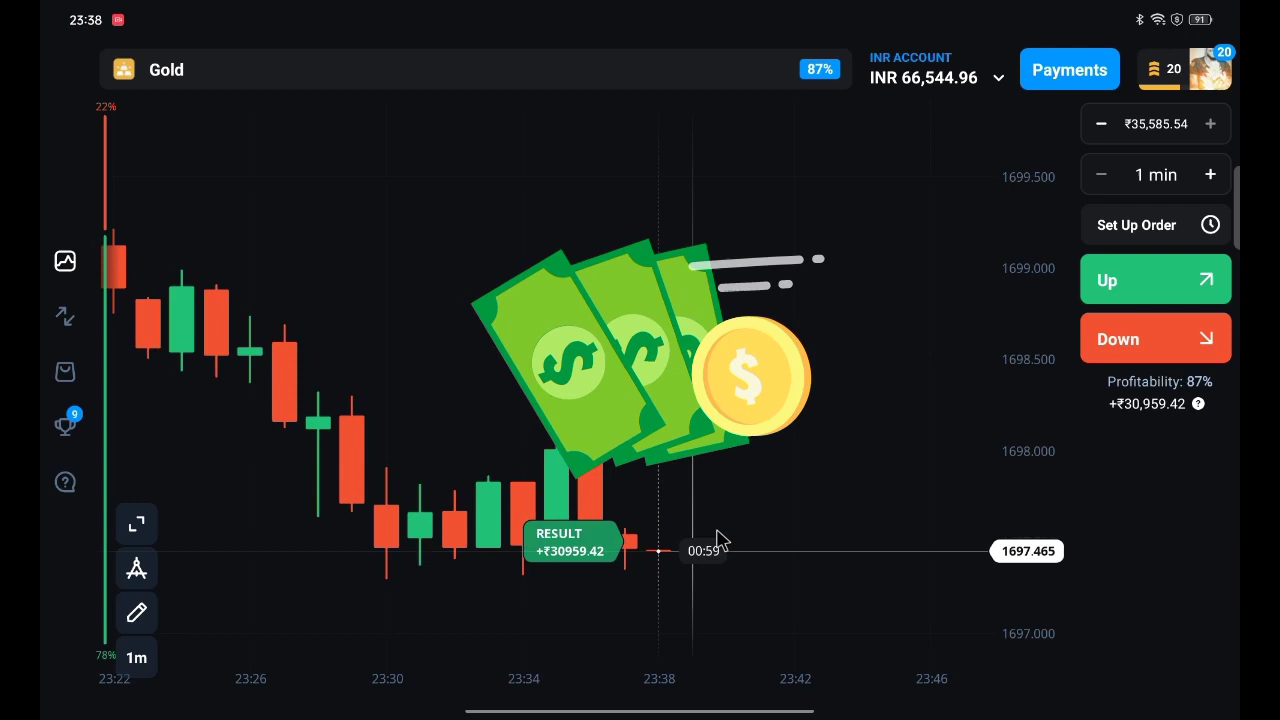 23:38
91
Gold
87%
INR ACCOUNT
INR 66,544.96
Payments
20
20
22%
− ₹35,585.54 +
− 1 min +
Set Up Order
Up
Down
Profitability: 87%
+₹30,959.42 ?
1699.500
1699.000
1698.500
1698.000
1697.465
1697.000
9
$
$
$
RESULT
+₹30959.42
00:59
1m
78%
23:22
23:26
23:30
23:34
23:38
23:42
23:46